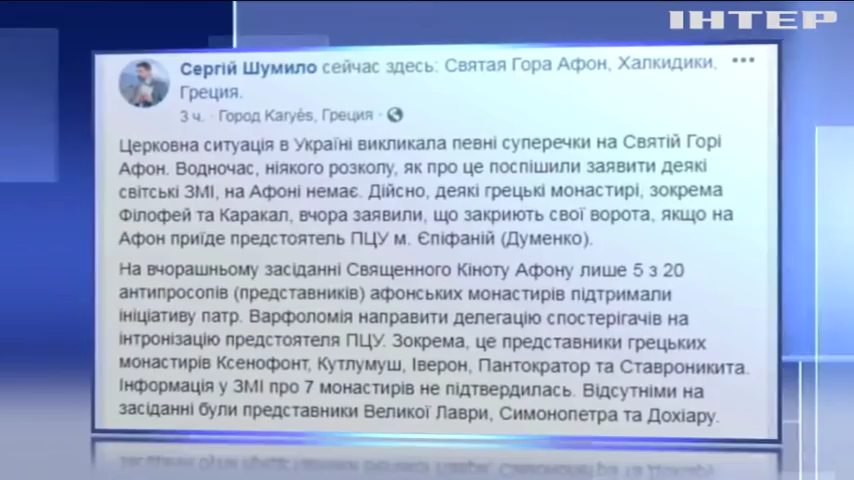 ІНТЕР
Сергій Шумило сейчас здесь: Святая Гора Афон, Халкидики,
Греция.
3 ч. · Город Karyés, Греция ·
Церковна ситуація в Україні викликала певні суперечки на Святій Горі
Афон. Водночас, ніякого розколу, як про це поспішили заявити деякі
світські ЗМІ, на Афоні немає. Дійсно, деякі грецькі монастирі, зокрема
Філофей та Каракал, вчора заявили, що закриють свої ворота, якщо на
Афон приїде предстоятель ПЦУ м. Єпіфаній (Думенко).
На вчорашньому засіданні Священного Кіноту Афону лише 5 з 20
антипросопів (представників) афонських монастирів підтримали
ініціативу патр. Варфоломія направити делегацію спостерігачів на
інтронізацію предстоятеля ПЦУ. Зокрема, це представники грецьких
монастирів Ксенофонт, Кутлумуш, Іверон, Пантократор та Ставроникита.
Інформація у ЗМІ про 7 монастирів не підтвердилась. Відсутніми на
засіданні були представники Великої Лаври, Симонопетра та Дохіару.